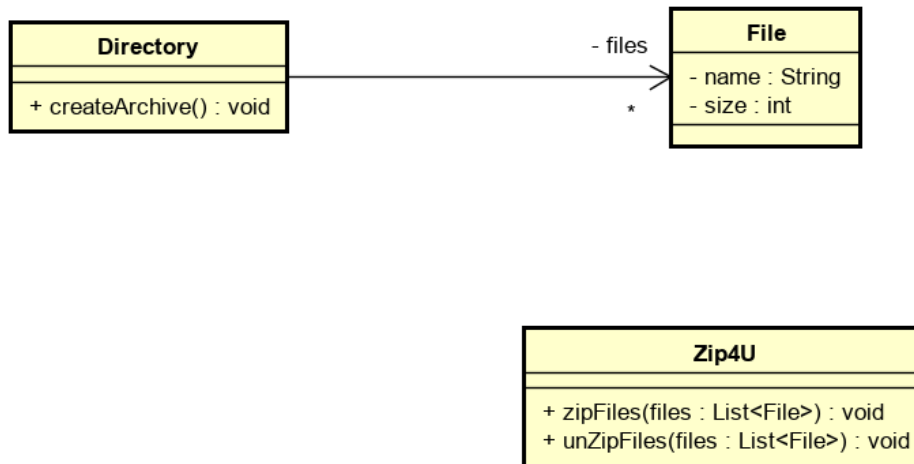 Directory
+ createArchive() : void
- files
*
File
- name : String
- size : int
Zip4U
+ zipFiles(files : List<File>) : void
+ unZipFiles(files : List<File>) : void